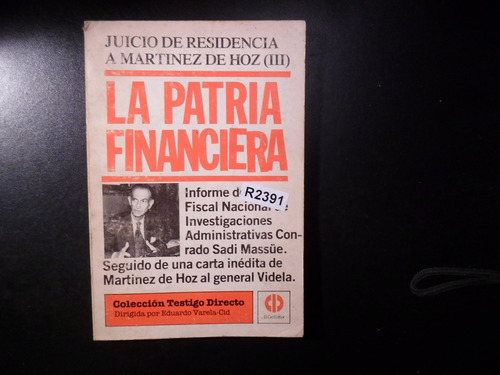 JUICIO DE RESIDENCIA
A MARTINEZ DE HOZ (III)
LA PATRIA
FINANCIERA
Informe
R2391
Fiscal Nacional
Investigaciones
Administrativas Con-
rado Sadi Massüe.
Seguido de una carta inédita de
Martinez de Hoz al general Videla.
Colección Testigo Directo
Dirigida por Eduardo Varela-Cid